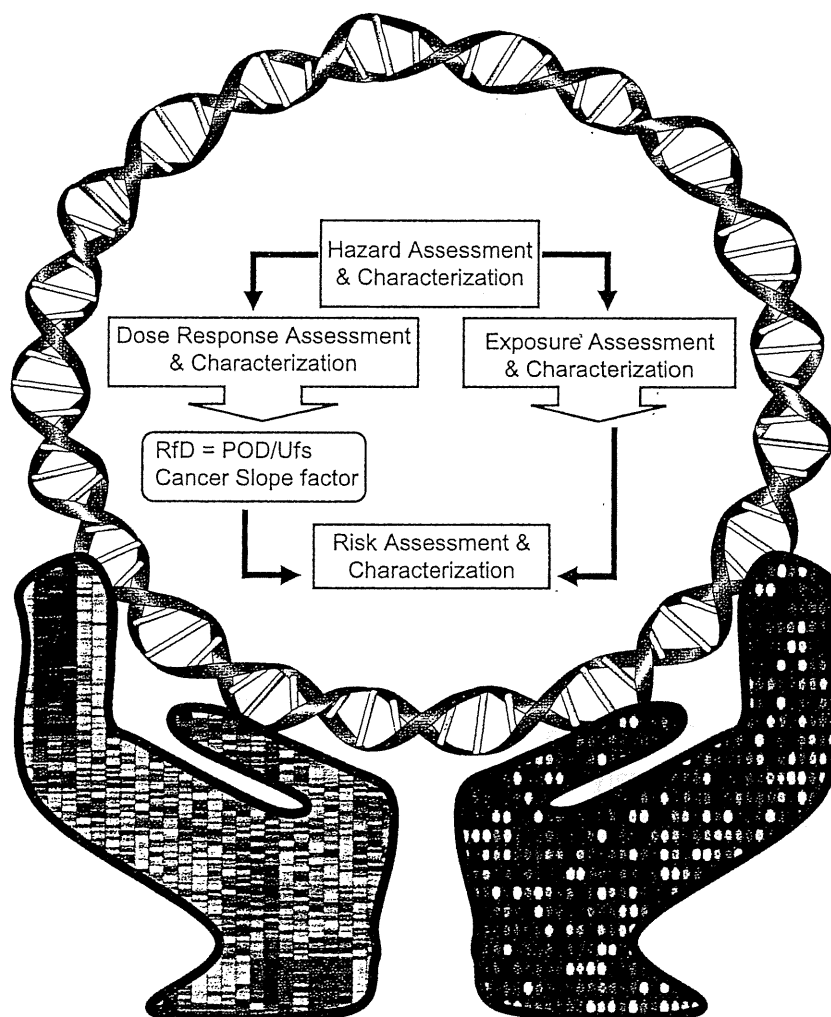 Hazard Assessment
& Characterization
Dose Response Assessment
& Characterization
Exposure Assessment
& Characterization
RfD = POD/Ufs
Cancer Slope factor
Risk Assessment &
Characterization